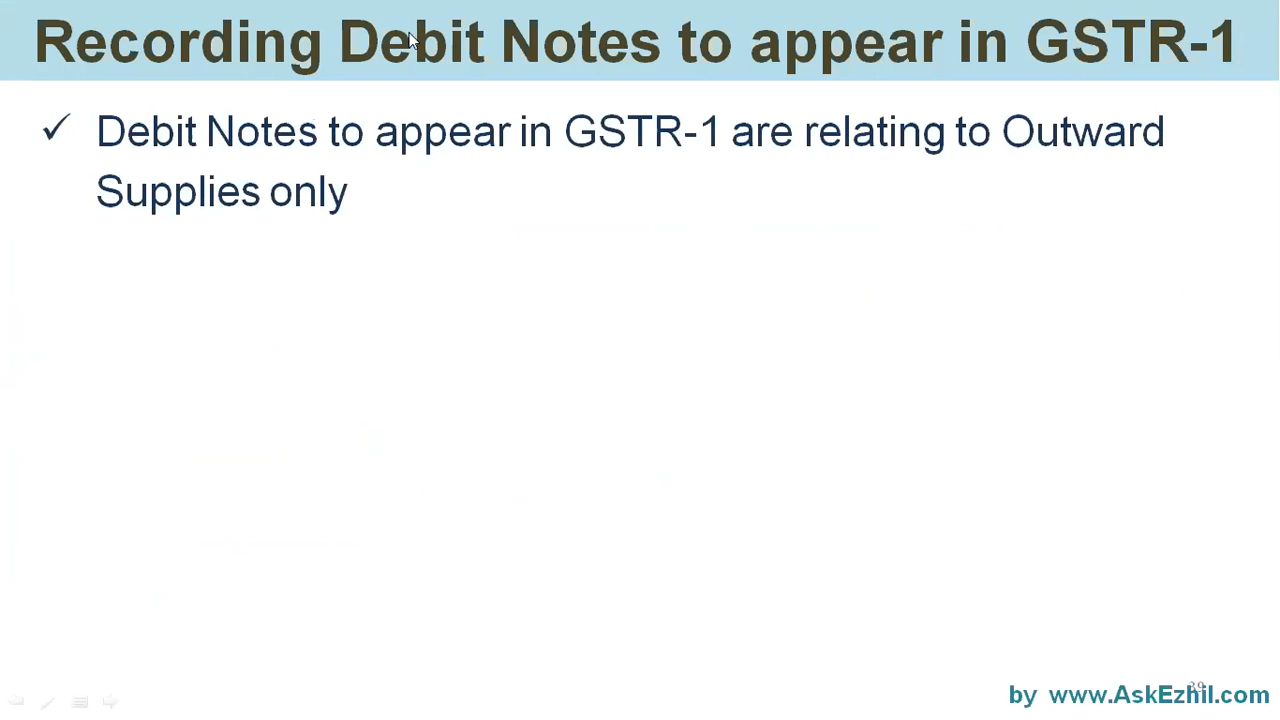 Recording Debit Notes to appear in GSTR-1
✓ Debit Notes to appear in GSTR-1 are relating to Outward
Supplies only
39
by www.AskEzhil.com